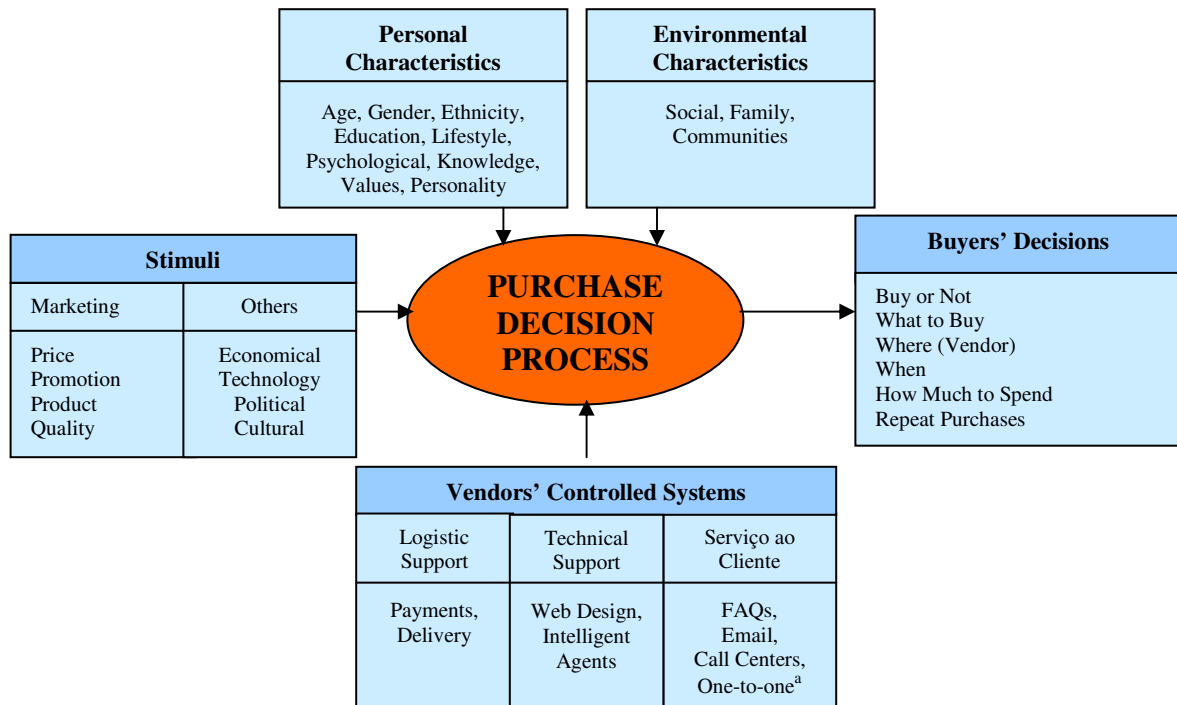 Personal
Characteristics
Age, Gender, Ethnicity,
Education, Lifestyle,
Psychological, Knowledge,
Values, Personality
Environmental
Characteristics
Social, Family,
Communities
Stimuli
Marketing
Others
Price
Promotion
Product
Quality
Economical
Technology
Political
Cultural
PURCHASE
DECISION
PROCESS
Buyers’ Decisions
Buy or Not
What to Buy
Where (Vendor)
When
How Much to Spend
Repeat Purchases
Vendors’ Controlled Systems
Logistic
Support
Technical
Support
Serviço ao
Cliente
Payments,
Delivery
Web Design,
Intelligent
Agents
FAQs,
Email,
Call Centers,
One-to-oneᵃ